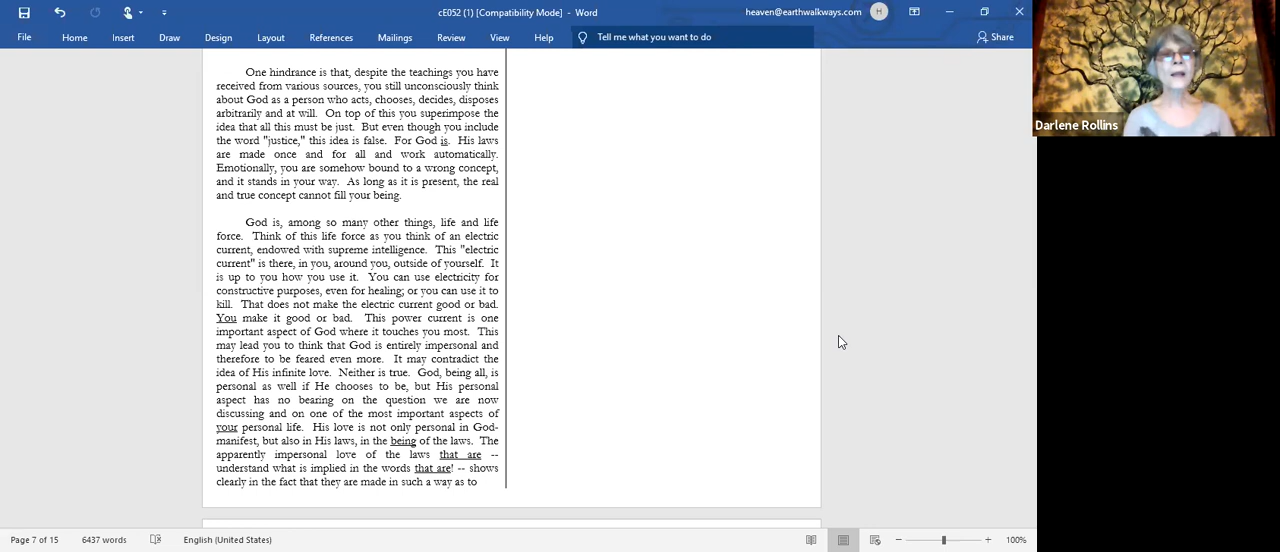 cE052 (1) [Compatibility Mode] - Word
heaven@earthwalkways.com
H
File Home Insert Draw Design Layout References Mailings Review View Help Tell me what you want to do Share
One hindrance is that, despite the teachings you have
received from various sources, you still unconsciously think
about God as a person who acts, chooses, decides, disposes
arbitrarily and at will. On top of this you superimpose the
idea that all this must be just. But even though you include
the word "justice," this idea is false. For God is. His laws
are made once and for all and work automatically.
Emotionally, you are somehow bound to a wrong concept,
and it stands in your way. As long as it is present, the real
and true concept cannot fill your being.
God is, among so many other things, life and life
force. Think of this life force as you think of an electric
current, endowed with supreme intelligence. This "electric
current" is there, in you, around you, outside of yourself. It
is up to you how you use it. You can use electricity for
constructive purposes, even for healing; or you can use it to
kill. That does not make the electric current good or bad.
You make it good or bad. This power current is one
important aspect of God where it touches you most. This
may lead you to think that God is entirely impersonal and
therefore to be feared even more. It may contradict the
idea of His infinite love. Neither is true. God, being all, is
personal as well if He chooses to be, but His personal
aspect has no bearing on the question we are now
discussing and on one of the most important aspects of
your personal life. His love is not only personal in God-
manifest, but also in His laws, in the being of the laws. The
apparently impersonal love of the laws that are --
understand what is implied in the words that are! -- shows
clearly in the fact that they are made in such a way as to
Darlene Rollins
Page 7 of 15 6437 words English (United States) 100%